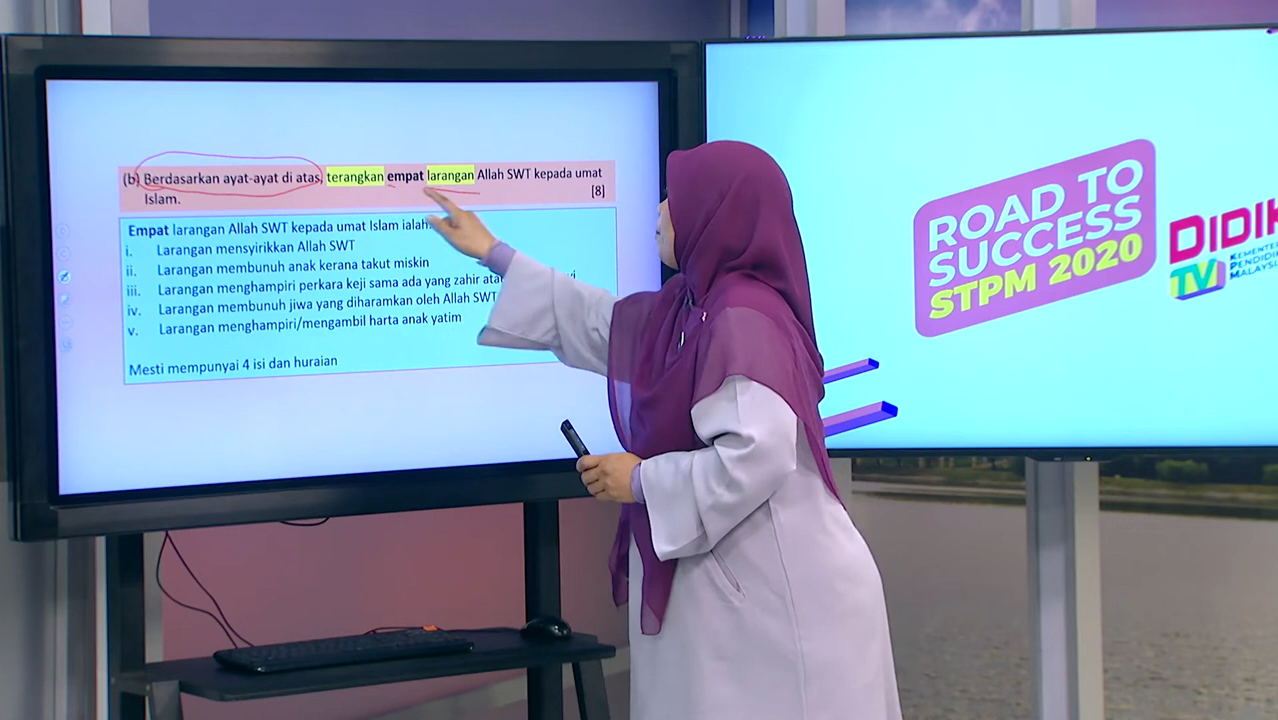 (b) Berdasarkan ayat-ayat di atas, terangkan empat larangan Allah SWT kepada umat
Islam.
[8]
Empat larangan Allah SWT kepada umat Islam ialah
i. Larangan mensyirikkan Allah SWT
ii. Larangan membunuh anak kerana takut miskin
iii. Larangan menghampiri perkara keji sama ada yang zahir
iv. Larangan membunuh jiwa yang diharamkan oleh Allah SWT
v. Larangan menghampiri/mengambil harta anak yatim
Mesti mempunyai 4 isi dan huraian
ROAD TO
SUCCESS
STPM 2020
DIDIK
TV